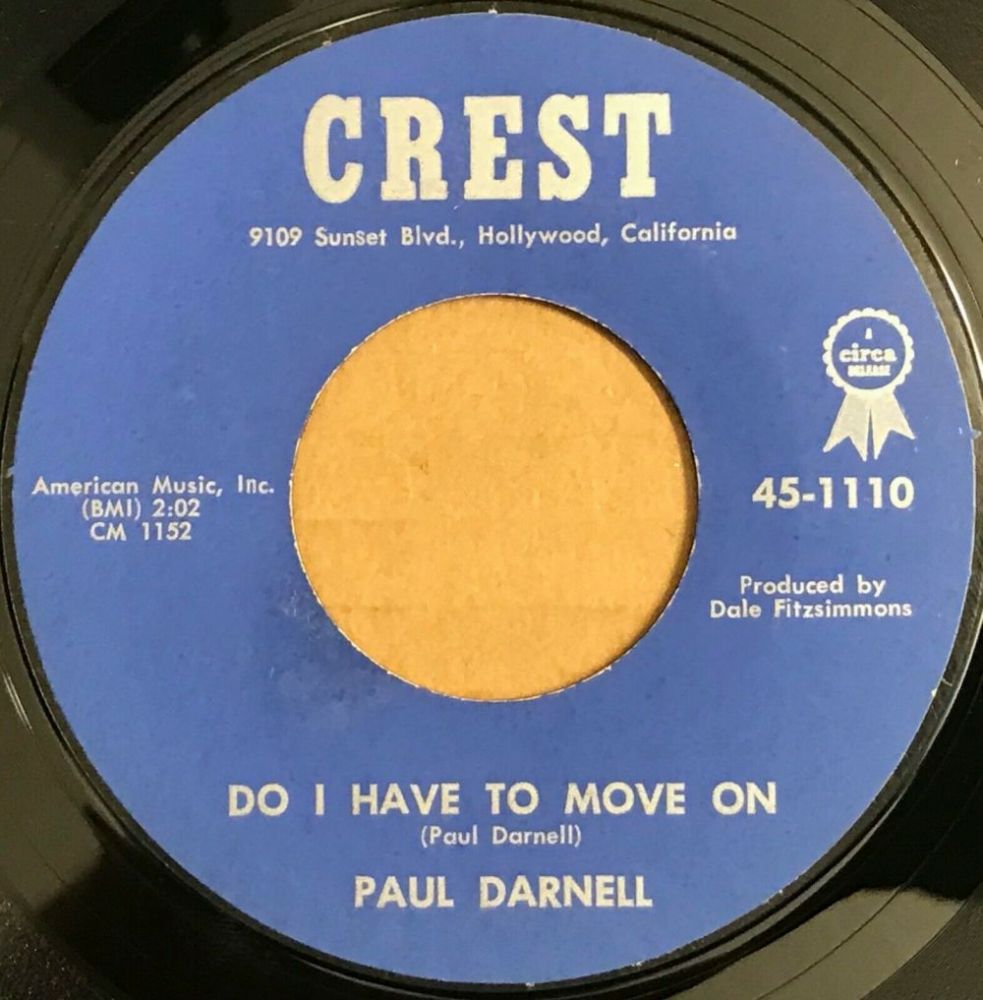 CREST
9109 Sunset Blvd., Hollywood, California
A
circa
RELEASE
American Music, Inc.
(BMI) 2:02
CM 1152
45-1110
Produced by
Dale Fitzsimmons
DO I HAVE TO MOVE ON
(Paul Darnell)
PAUL DARNELL